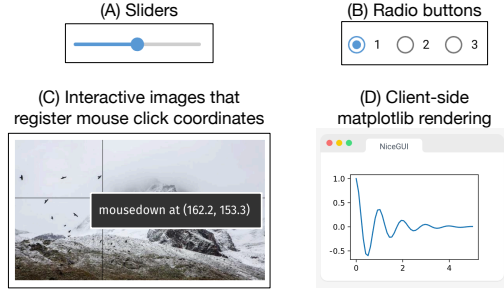 (A) Sliders
(B) Radio buttons
1 2 3
(C) Interactive images that
register mouse click coordinates
mousedown at (162.2, 153.3)
(D) Client-side
matplotlib rendering
NiceGUI
1.0
0.5
0.0
-0.5
0 2 4